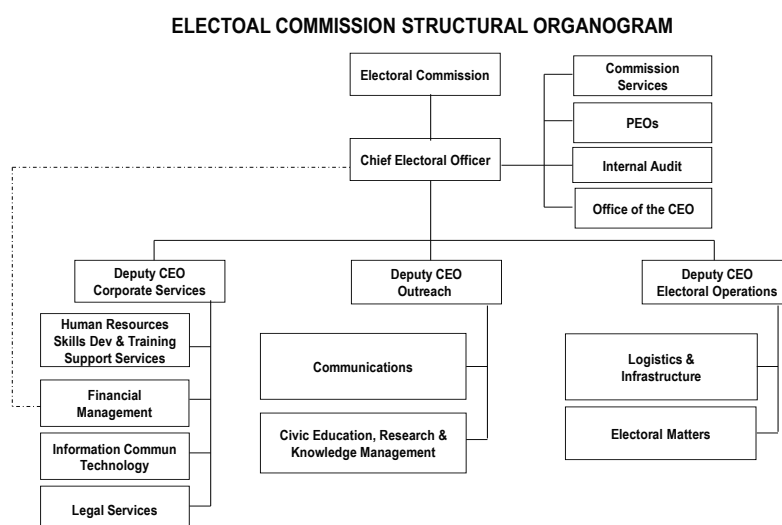 ELECTOAL COMMISSION STRUCTURAL ORGANOGRAM
Electoral Commission
Commission
Services
PEOs
Chief Electoral Officer
Internal Audit
Office of the CEO
Deputy CEO
Corporate Services
Deputy CEO
Outreach
Deputy CEO
Electoral Operations
Human Resources
Skills Dev & Training
Support Services
Financial
Management
Information Commun
Technology
Legal Services
Communications
Civic Education, Research &
Knowledge Management
Logistics &
Infrastructure
Electoral Matters